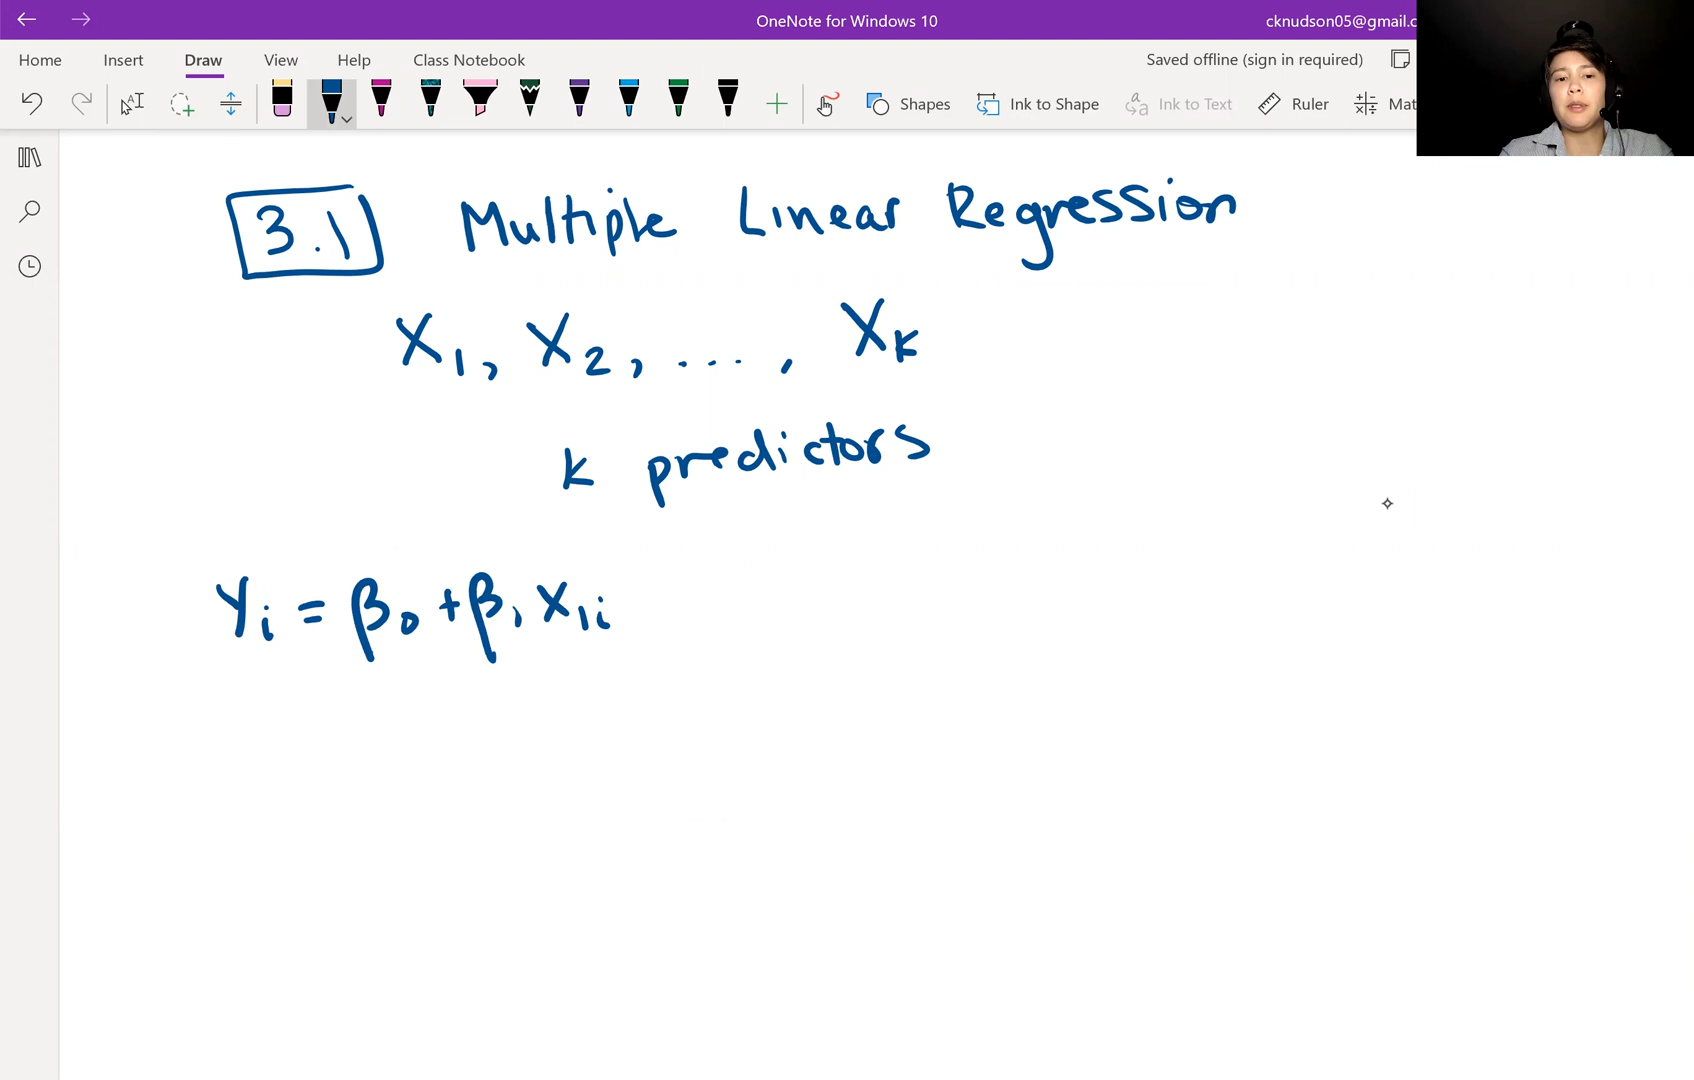 OneNote for Windows 10
cknudson05@gmail.c
Home Insert Draw View Help Class Notebook Saved offline (sign in required)
Shapes Ink to Shape Ink to Text Ruler Mat
3.1 Multiple Linear Regression
X₁, X₂, ..., Xₖ
k predictors
Yᵢ = β₀ + β₁ X₁ᵢ